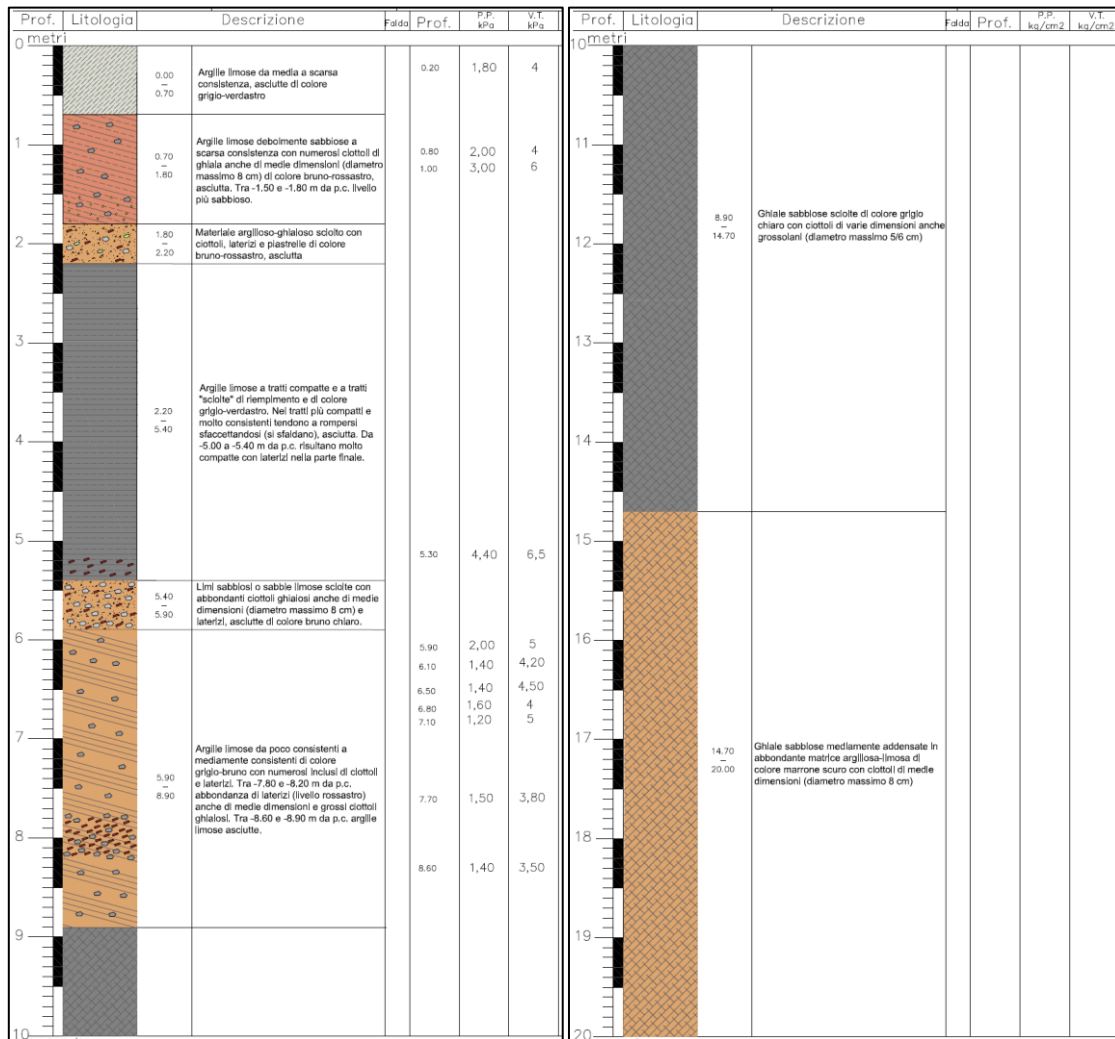 Prof. Litologia Descrizione Falda Prof. P.P. kPa V.T. kPa
0 metri
0.00 – 0.70
Argille limose da media a scarsa
consistenza, asciutte di colore
grigio-verdastro
0.20 1,80 4
1
0.70 – 1.80
Argille limose debolmente sabbiose a
scarsa consistenza con numerosi ciottoli di
ghiaia anche di medie dimensioni (diametro
massimo 8 cm) di colore bruno-rossastro,
asciutta. Tra -1.50 e -1.80 m da p.c. livello
più sabbioso.
0.80 2,00 4
1.00 3,00 6
1.80 – 2.20
Materiale argilloso-ghiaioso sciolto con
ciottoli, laterizi e piastrelle di colore
bruno-rossastro, asciutta
2
3
2.20 – 5.40
Argille limose a tratti compatte e a tratti
"sciolte" di riempimento e di colore
grigio-verdastro. Nei tratti più compatti e
molto consistenti tendono a rompersi
sfaccettandosi (si sfaldano), asciutta. Da
-5.00 a -5.40 m da p.c. risultano molto
compatte con laterizi nella parte finale.
4
5
5.30 4,40 6,5
5.40 – 5.90
Limi sabbiosi o sabbie limose sciolte con
abbondanti ciottoli ghiaiosi anche di medie
dimensioni (diametro massimo 8 cm) e
laterizi, asciutte di colore bruno chiaro.
6
5.90 2,00 5
6.10 1,40 4,20
6.50 1,40 4,50
6.80 1,60 4
7.10 1,20 5
7
5.90 – 8.90
Argille limose da poco consistenti a
mediamente consistenti di colore
grigio-bruno con numerosi inclusi di ciottoli
e laterizi. Tra -7.80 e -8.20 m da p.c.
abbondanza di laterizi (livello rossastro)
anche di medie dimensioni e grossi ciottoli
ghiaiosi. Tra -8.60 e -8.90 m da p.c. argille
limose asciutte.
7.70 1,50 3,80
8
8.60 1,40 3,50
9
10
Prof. Litologia Descrizione Falda Prof. P.P. kg/cm2 V.T. kg/cm2
10 metri
11
8.90 – 14.70
Ghiaie sabbiose sciolte di colore grigio
chiaro con ciottoli di varie dimensioni anche
grossolani (diametro massimo 5/6 cm)
12
13
14
15
16
17
14.70 – 20.00
Ghiaie sabbiose mediamente addensate in
abbondante matrice argillosa-limosa di
colore marrone scuro con ciottoli di medie
dimensioni (diametro massimo 8 cm)
18
19
20